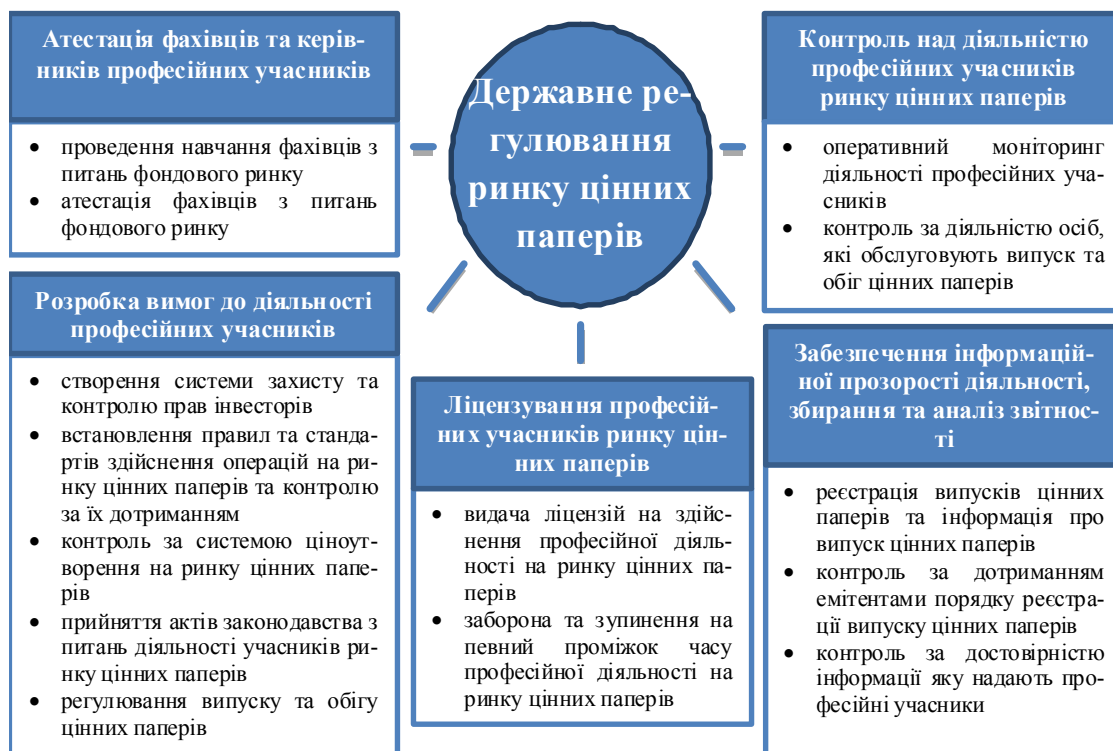 Атестація фахівців та керів-
ників професійних учасників
• проведення навчання фахівців з
питань фондового ринку
• атестація фахівців з питань
фондового ринку
Державне ре-
гулювання
ринку цінних
паперів
Контроль над діяльністю
професійних учасників
ринку цінних паперів
• оперативний моніторинг
діяльності професійних уча-
сників
• контроль за діяльністю осіб,
які обслуговують випуск та
обіг цінних паперів
Розробка вимог до діяльності
професійних учасників
• створення системи захисту та
контролю прав інвесторів
• встановлення правил та станда-
ртів здійснення операцій на ри-
нку цінних паперів та контролю
за їх дотриманням
• контроль за системою ціноут-
ворення на ринку цінних папе-
рів
• прийняття актів законодавства з
питань діяльності учасників ри-
нку цінних паперів
• регулювання випуску та обігу
цінних паперів
Ліцензування професій-
них учасників ринку цін-
них паперів
• видача ліцензій на здійс-
нення професійної діяль-
ності на ринку цінних па-
перів
• заборона та зупинення на
певний проміжок часу
професійної діяльності на
ринку цінних паперів
Забезпечення інформацій-
ної прозорості діяльності,
збирання та аналіз звітнос-
ті
• реєстрація випусків цінних
паперів та інформація про
випуск цінних паперів
• контроль за дотриманням
емітентами порядку реєстра-
ції випуску цінних паперів
• контроль за достовірністю
інформації яку надають про-
фесійні учасники